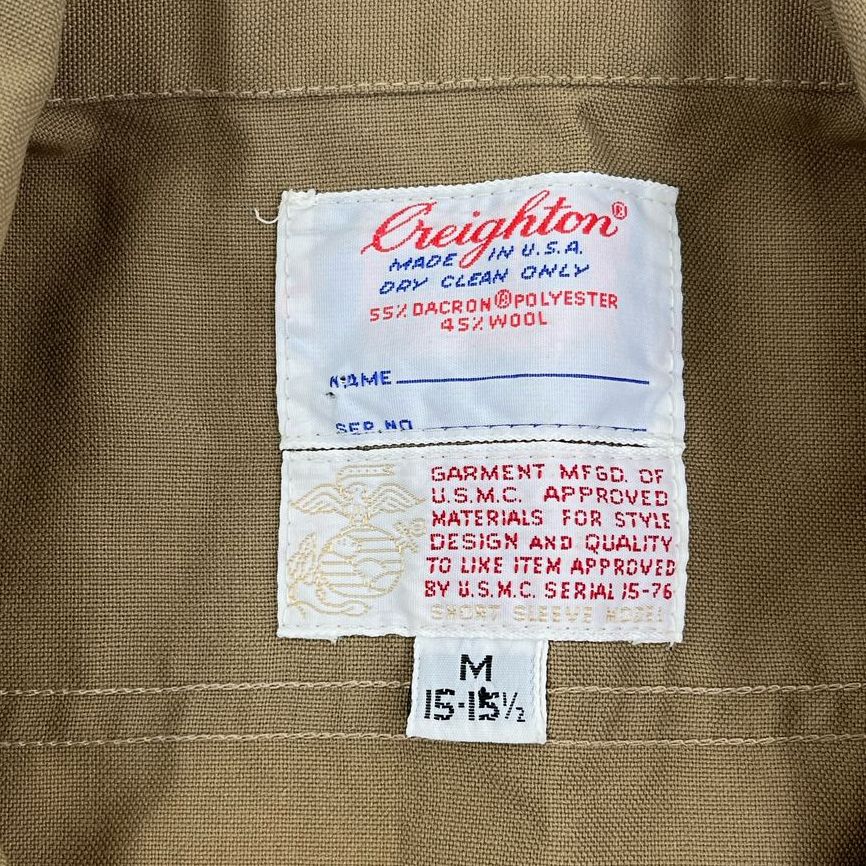 Creighton®
MADE IN U.S.A.
DRY CLEAN ONLY
55% DACRON® POLYESTER
45% WOOL
NAME
SER. NO
GARMENT MFGD. OF
U.S.M.C. APPROVED
MATERIALS FOR STYLE
DESIGN AND QUALITY
TO LIKE ITEM APPROVED
BY U.S.M.C. SERIAL 15-76
SHORT SLEEVE MODEL
M
15-15½